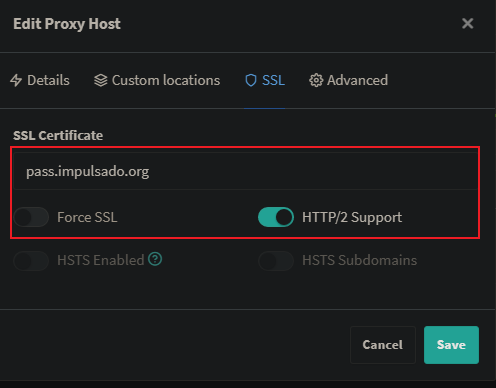 Edit Proxy Host
Details Custom locations SSL Advanced
SSL Certificate
pass.impulsado.org
Force SSL HTTP/2 Support
HSTS Enabled HSTS Subdomains
Cancel Save